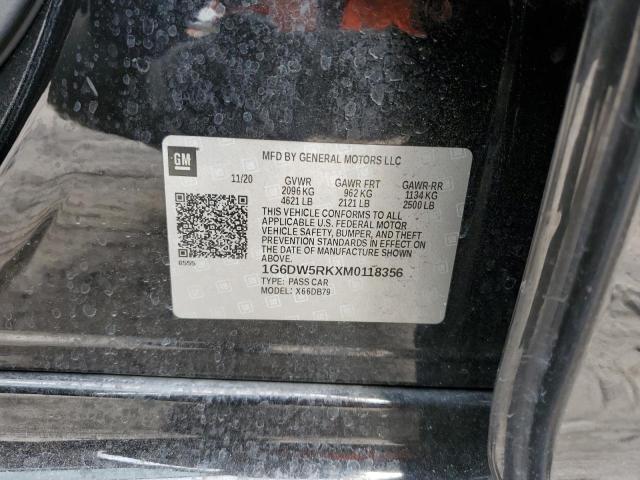 GM
MFD BY GENERAL MOTORS LLC
11/20 GVWR GAWR FRT GAWR-RR
2096 KG 962 KG 1134 KG
4621 LB 2121 LB 2500 LB
THIS VEHICLE CONFORMS TO ALL
APPLICABLE U.S. FEDERAL MOTOR
VEHICLE SAFETY, BUMPER, AND THEFT
PREVENTION STANDARDS IN EFFECT ON
THE DATE OF MANUFACTURE SHOWN
ABOVE.
6555
1G6DW5RKXM0118356
TYPE: PASS CAR
MODEL: X66DB79